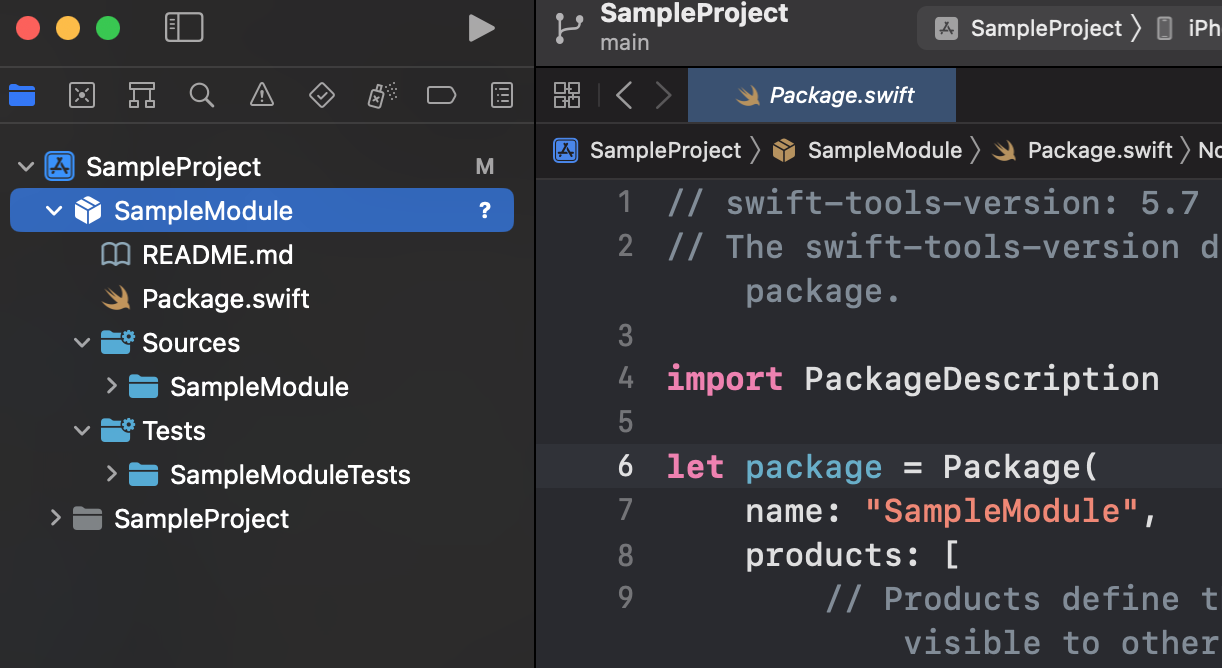 SampleProject
main
SampleProject
SampleProject M
SampleModule ?
README.md
Package.swift
Sources
SampleModule
Tests
SampleModuleTests
SampleProject
Package.swift
SampleProject SampleModule Package.swift
1 // swift-tools-version: 5.7
2 // The swift-tools-version
package.
3
4 import PackageDescription
5
6 let package = Package(
7 name: "SampleModule",
8 products: [
9 // Products define
visible to other